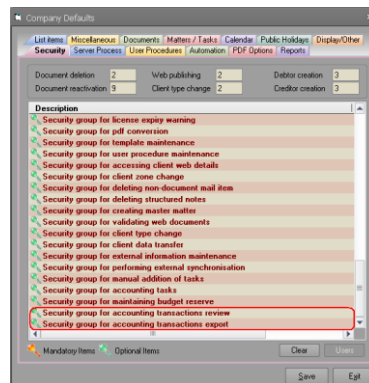 Company Defaults
List items Miscellaneous Documents Matters / Tasks Calendar Public Holidays Display/Other
Security Server Process User Procedures Automation PDF Options Reports
Document deletion 2 Web publishing 2 Debtor creation 3
Document reactivation 9 Client type change 2 Creditor creation 3
Description
Security group for license expiry warning
Security group for pdf conversion
Security group for template maintenance
Security group for user procedure maintenance
Security group for accessing client web details
Security group for client zone change
Security group for deleting non-document mail item
Security group for deleting structured notes
Security group for creating master matter
Security group for validating web documents
Security group for client type change
Security group for client data transfer
Security group for external information maintenance
Security group for performing external synchronisation
Security group for manual addition of tasks
Security group for accounting tasks
Security group for maintaining budget reserve
Security group for accounting transactions review
Security group for accounting transactions export
Mandatory Items Optional Items Clear Users
Save Exit